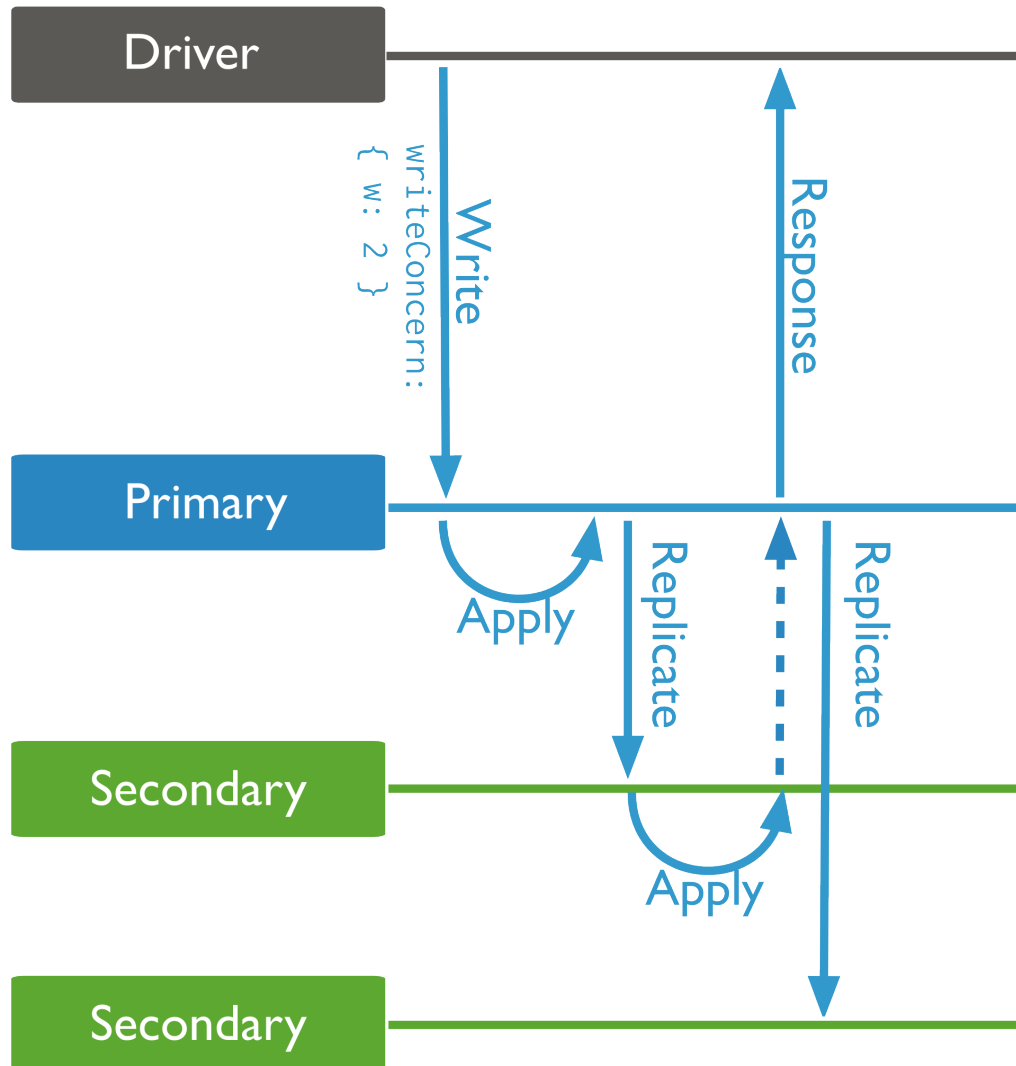 Driver
Write
writeConcern:
{ w: 2 }
Response
Primary
Apply
Replicate
Replicate
Secondary
Apply
Secondary